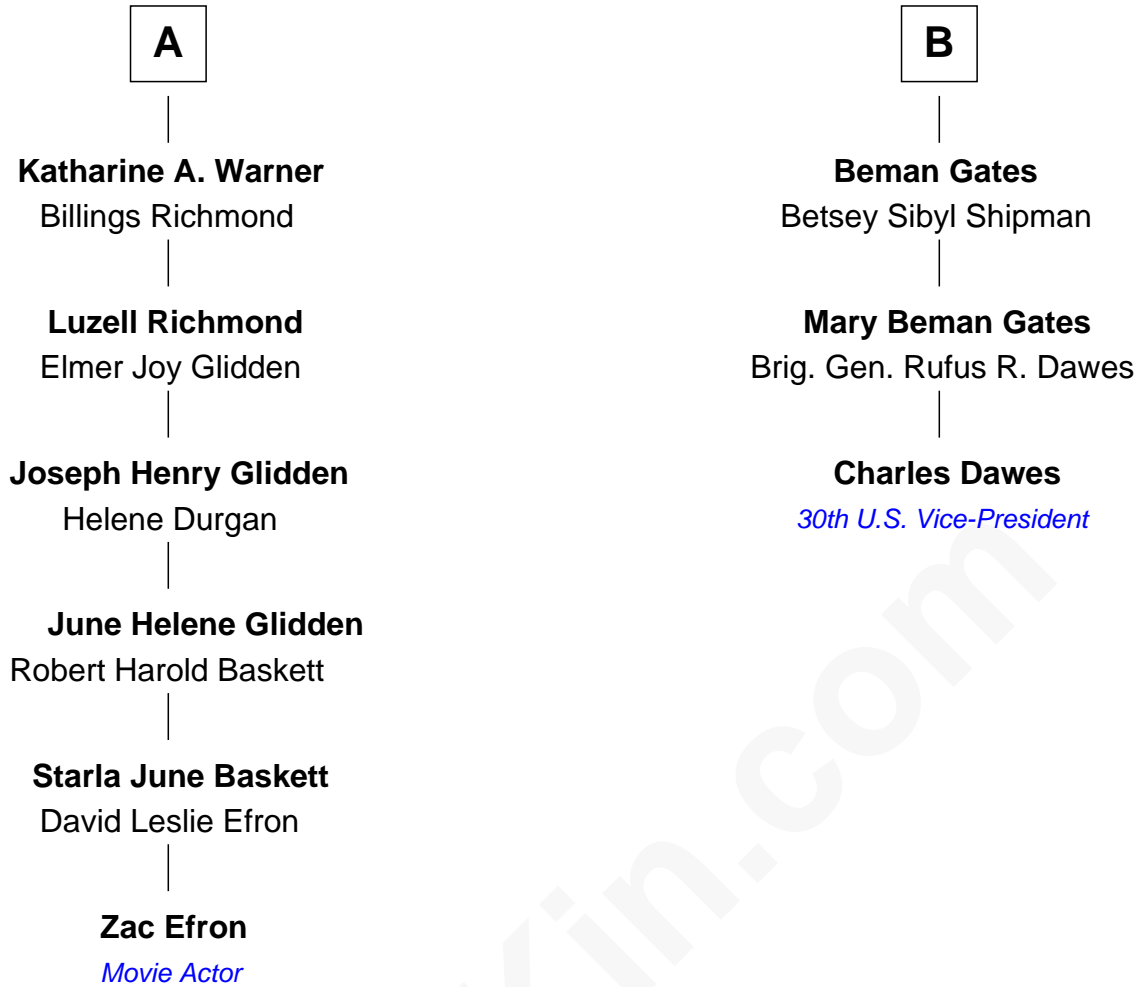 A
Katharine A. Warner
Billings Richmond
Luzell Richmond
Elmer Joy Glidden
Joseph Henry Glidden
Helene Durgan
June Helene Glidden
Robert Harold Baskett
Starla June Baskett
David Leslie Efron
Zac Efron
Movie Actor
B
Beman Gates
Betsey Sibyl Shipman
Mary Beman Gates
Brig. Gen. Rufus R. Dawes
Charles Dawes
30th U.S. Vice-President